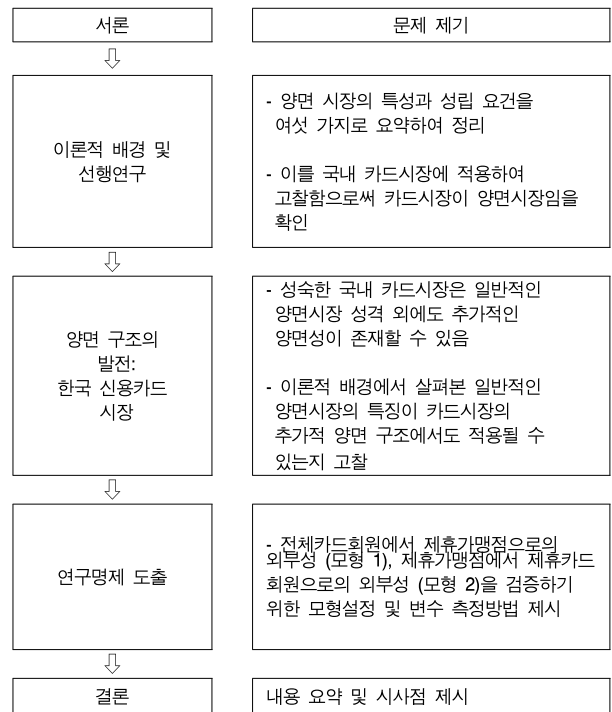 서론
문제 제기
이론적 배경 및
선행연구
- 양면 시장의 특성과 성립 요건을
여섯 가지로 요약하여 정리
- 이를 국내 카드시장에 적용하여
고찰함으로써 카드시장이 양면시장임을
확인
양면 구조의
발전:
한국 신용카드
시장
- 성숙한 국내 카드시장은 일반적인
양면시장 성격 외에도 추가적인
양면성이 존재할 수 있음
- 이론적 배경에서 살펴본 일반적인
양면시장의 특징이 카드시장의
추가적 양면 구조에서도 적용될 수
있는지 고찰
연구명제 도출
- 전체카드회원에서 제휴가맹점으로의
외부성 (모형 1), 제휴가맹점에서 제휴카드
회원으로의 외부성 (모형 2)을 검증하기
위한 모형설정 및 변수 측정방법 제시
결론
내용 요약 및 시사점 제시